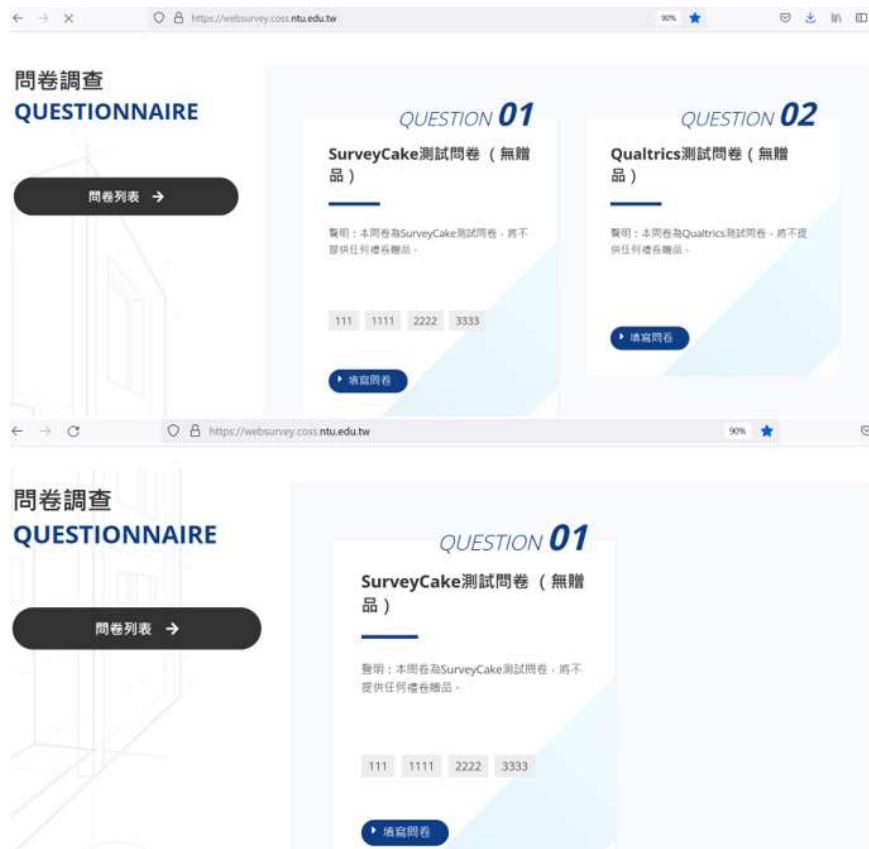 https://websurvey.coss.ntu.edu.tw
90%
問卷調查
QUESTIONNAIRE
問卷列表 →
QUESTION 01
SurveyCake測試問卷（無贈
品）
聲明：本問卷為SurveyCake測試問卷，將不
提供任何禮卷贈品。
111 1111 2222 3333
填寫問卷
QUESTION 02
Qualtrics測試問卷（無贈
品）
聲明：本問卷為Qualtrics測試問卷，將不提
供任何禮卷贈品。
填寫問卷
https://websurvey.coss.ntu.edu.tw
90%
問卷調查
QUESTIONNAIRE
問卷列表 →
QUESTION 01
SurveyCake測試問卷（無贈
品）
聲明：本問卷為SurveyCake測試問卷，將不
提供任何禮卷贈品。
111 1111 2222 3333
填寫問卷